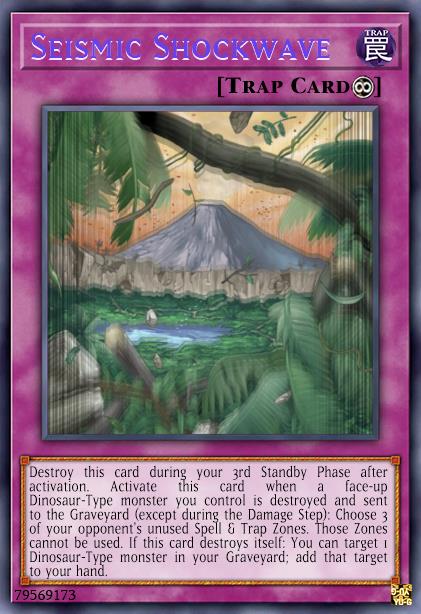 Seismic Shockwave
TRAP
罠
[Trap Card]
Destroy this card during your 3rd Standby Phase after
activation. Activate this card when a face-up
Dinosaur-Type monster you control is destroyed and sent
to the Graveyard (except during the Damage Step): Choose 3
of your opponent's unused Spell & Trap Zones. Those Zones
cannot be used. If this card destroys itself: You can target 1
Dinosaur-Type monster in your Graveyard; add that target
to your hand.
79569173